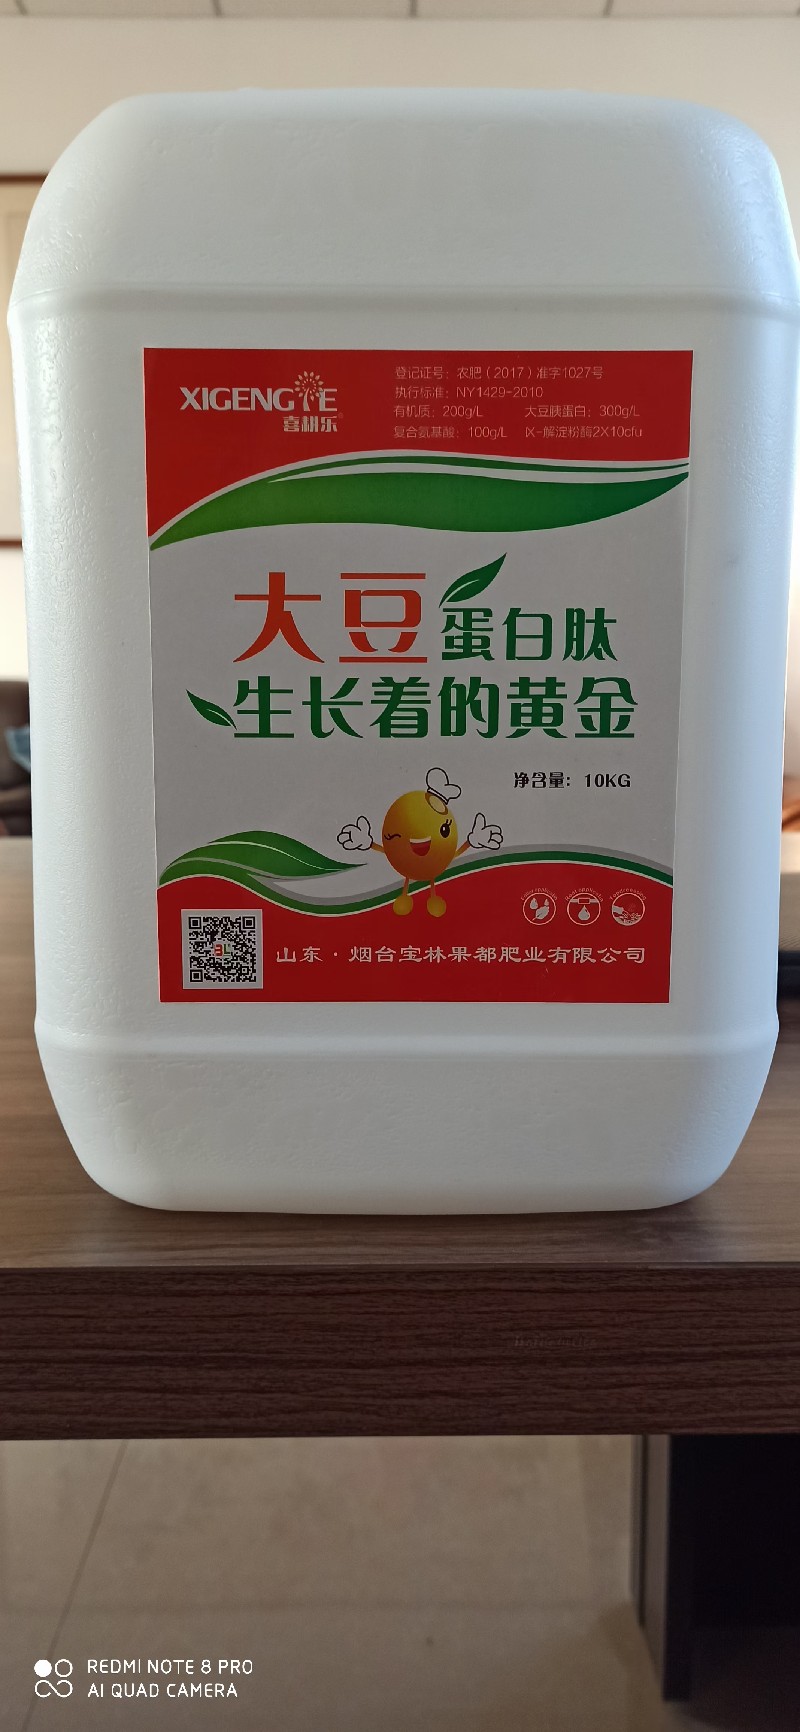 XIGENG LE
喜耕乐
登记证号：农肥（2017）准字1027号
执行标准：NY1429-2010
有机质：200g/L 大豆胰蛋白：300g/L
复合氨基酸：100g/L IX-解淀粉酶2X10cfu
大豆蛋白肽
生长着的黄金
净含量：10KG
BL
山东·烟台宝林果都肥业有限公司
REDMI NOTE 8 PRO
AI QUAD CAMERA